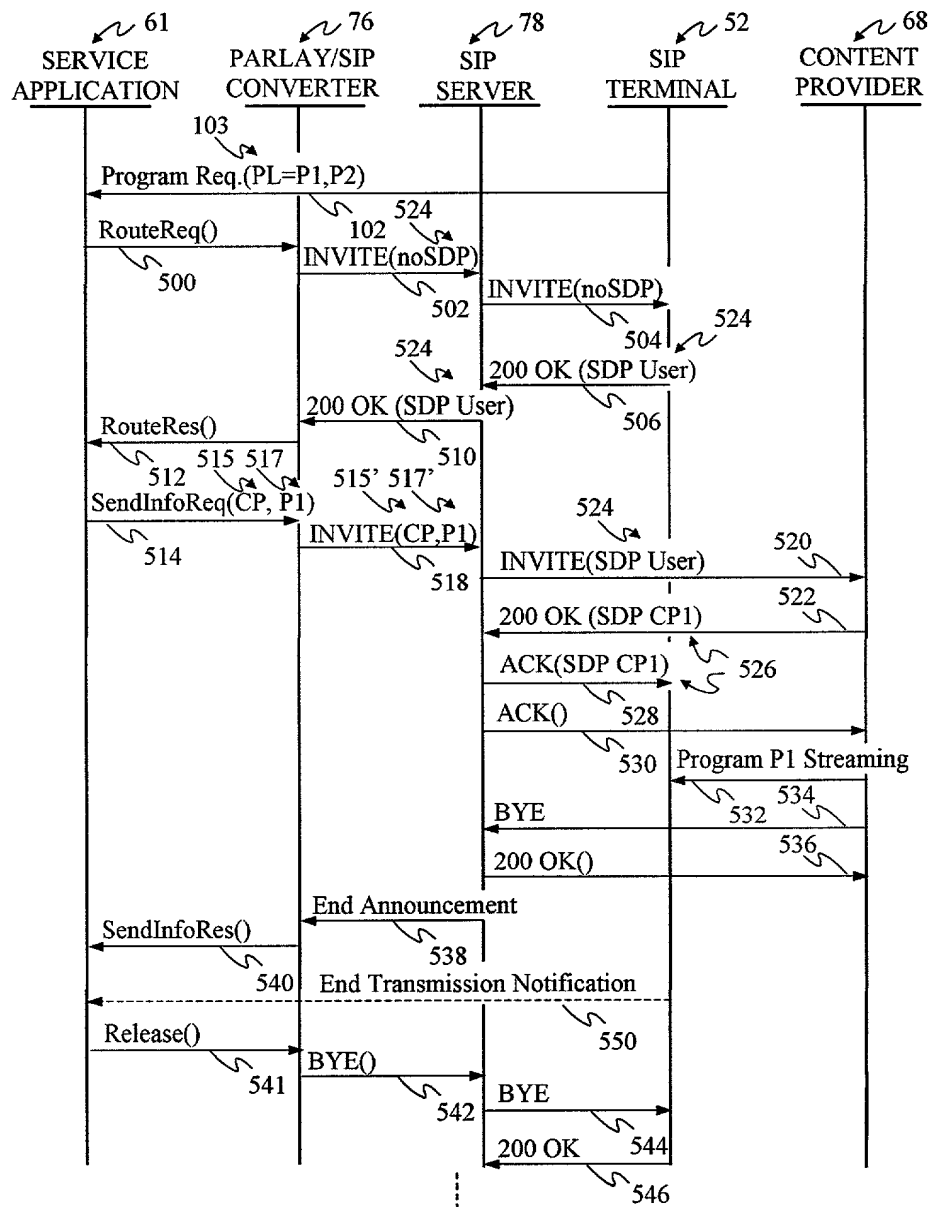 61 76 78 52 68
SERVICE APPLICATION
PARLAY/SIP CONVERTER
SIP SERVER
SIP TERMINAL
CONTENT PROVIDER
103
Program Req.(PL=P1,P2)
102
524
RouteReq()
500
INVITE(noSDP)
502
INVITE(noSDP)
504
524
524
200 OK (SDP User)
506
200 OK (SDP User)
510
RouteRes()
512
515 517
SendInfoReq(CP, P1)
514
515' 517'
INVITE(CP,P1)
518
524
INVITE(SDP User)
520
522
200 OK (SDP CP1)
526
ACK(SDP CP1)
528
ACK()
530
Program P1 Streaming
532
534
BYE
536
200 OK()
End Announcement
538
SendInfoRes()
540
End Transmission Notification
550
Release()
541
BYE()
542
BYE
544
200 OK
546